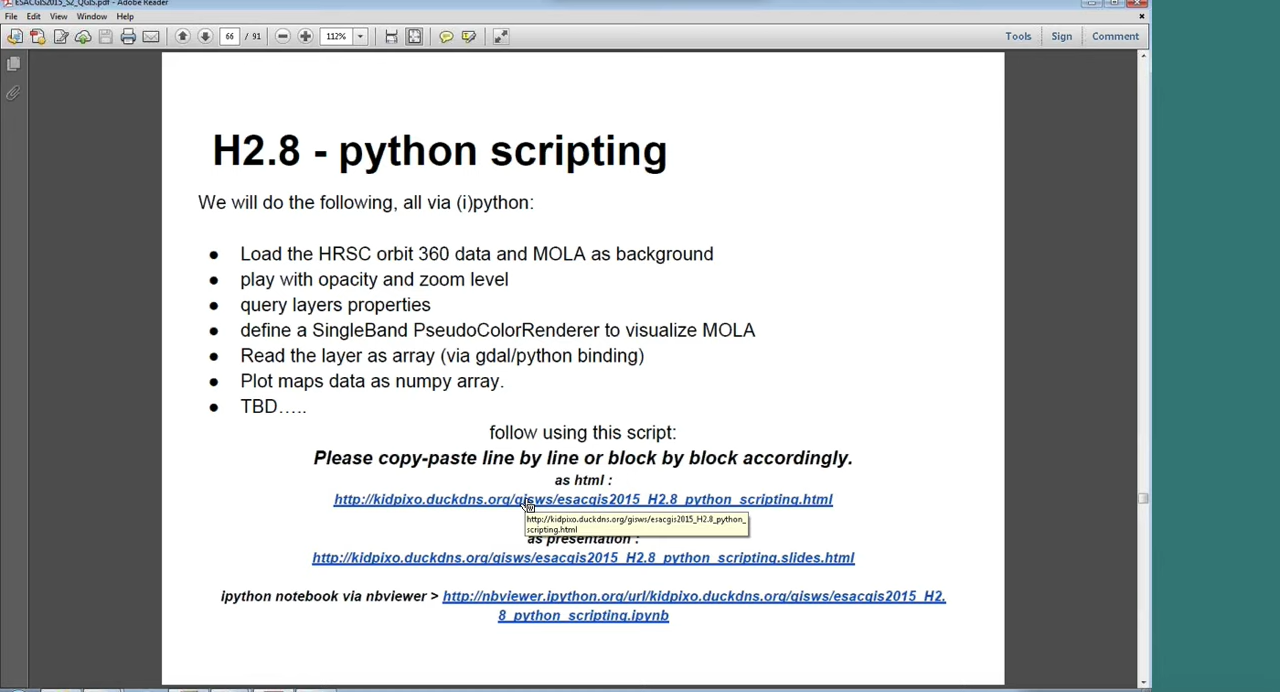 ESACGIS2015_S2_QGIS.pdf - Adobe Reader
File Edit View Window Help
66 / 91 112% Tools Sign Comment
H2.8 - python scripting
We will do the following, all via (i)python:
● Load the HRSC orbit 360 data and MOLA as background
● play with opacity and zoom level
● query layers properties
● define a SingleBand PseudoColorRenderer to visualize MOLA
● Read the layer as array (via gdal/python binding)
● Plot maps data as numpy array.
● TBD…..
follow using this script:
Please copy-paste line by line or block by block accordingly.
as html :
http://kidpixo.duckdns.org/gisws/esacgis2015_H2.8_python_scripting.html
http://kidpixo.duckdns.org/gisws/esacgis2015_H2.8_python_
scripting.html
as presentation :
http://kidpixo.duckdns.org/gisws/esacgis2015_H2.8_python_scripting.slides.html
ipython notebook via nbviewer > http://nbviewer.ipython.org/url/kidpixo.duckdns.org/gisws/esacgis2015_H2.
8_python_scripting.ipynb